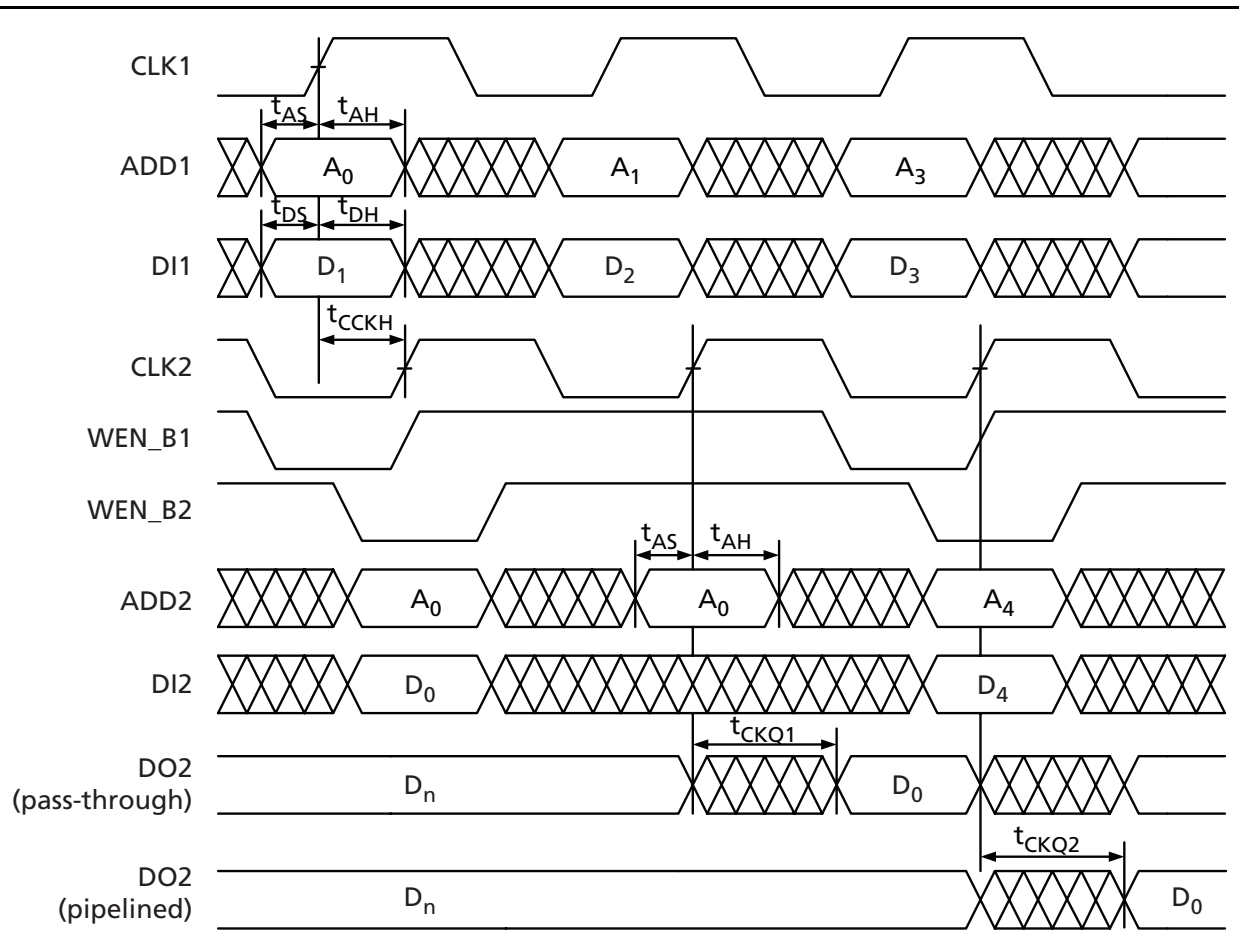 CLK1
tAS tAH
ADD1 A0 A1 A3
tDS tDH
DI1 D1 D2 D3
tCCKH
CLK2
WEN_B1
WEN_B2
tAS tAH
ADD2 A0 A0 A4
DI2 D0 D4
tCKQ1
DO2
(pass-through) Dn D0
tCKQ2
DO2
(pipelined) Dn D0